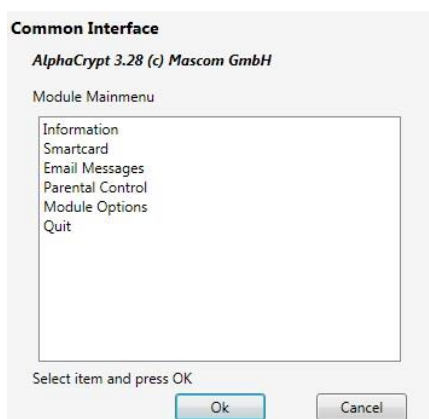 Common Interface
AlphaCrypt 3.28 (c) Mascom GmbH
Module Mainmenu
Information
Smartcard
Email Messages
Parental Control
Module Options
Quit
Select item and press OK
Ok Cancel